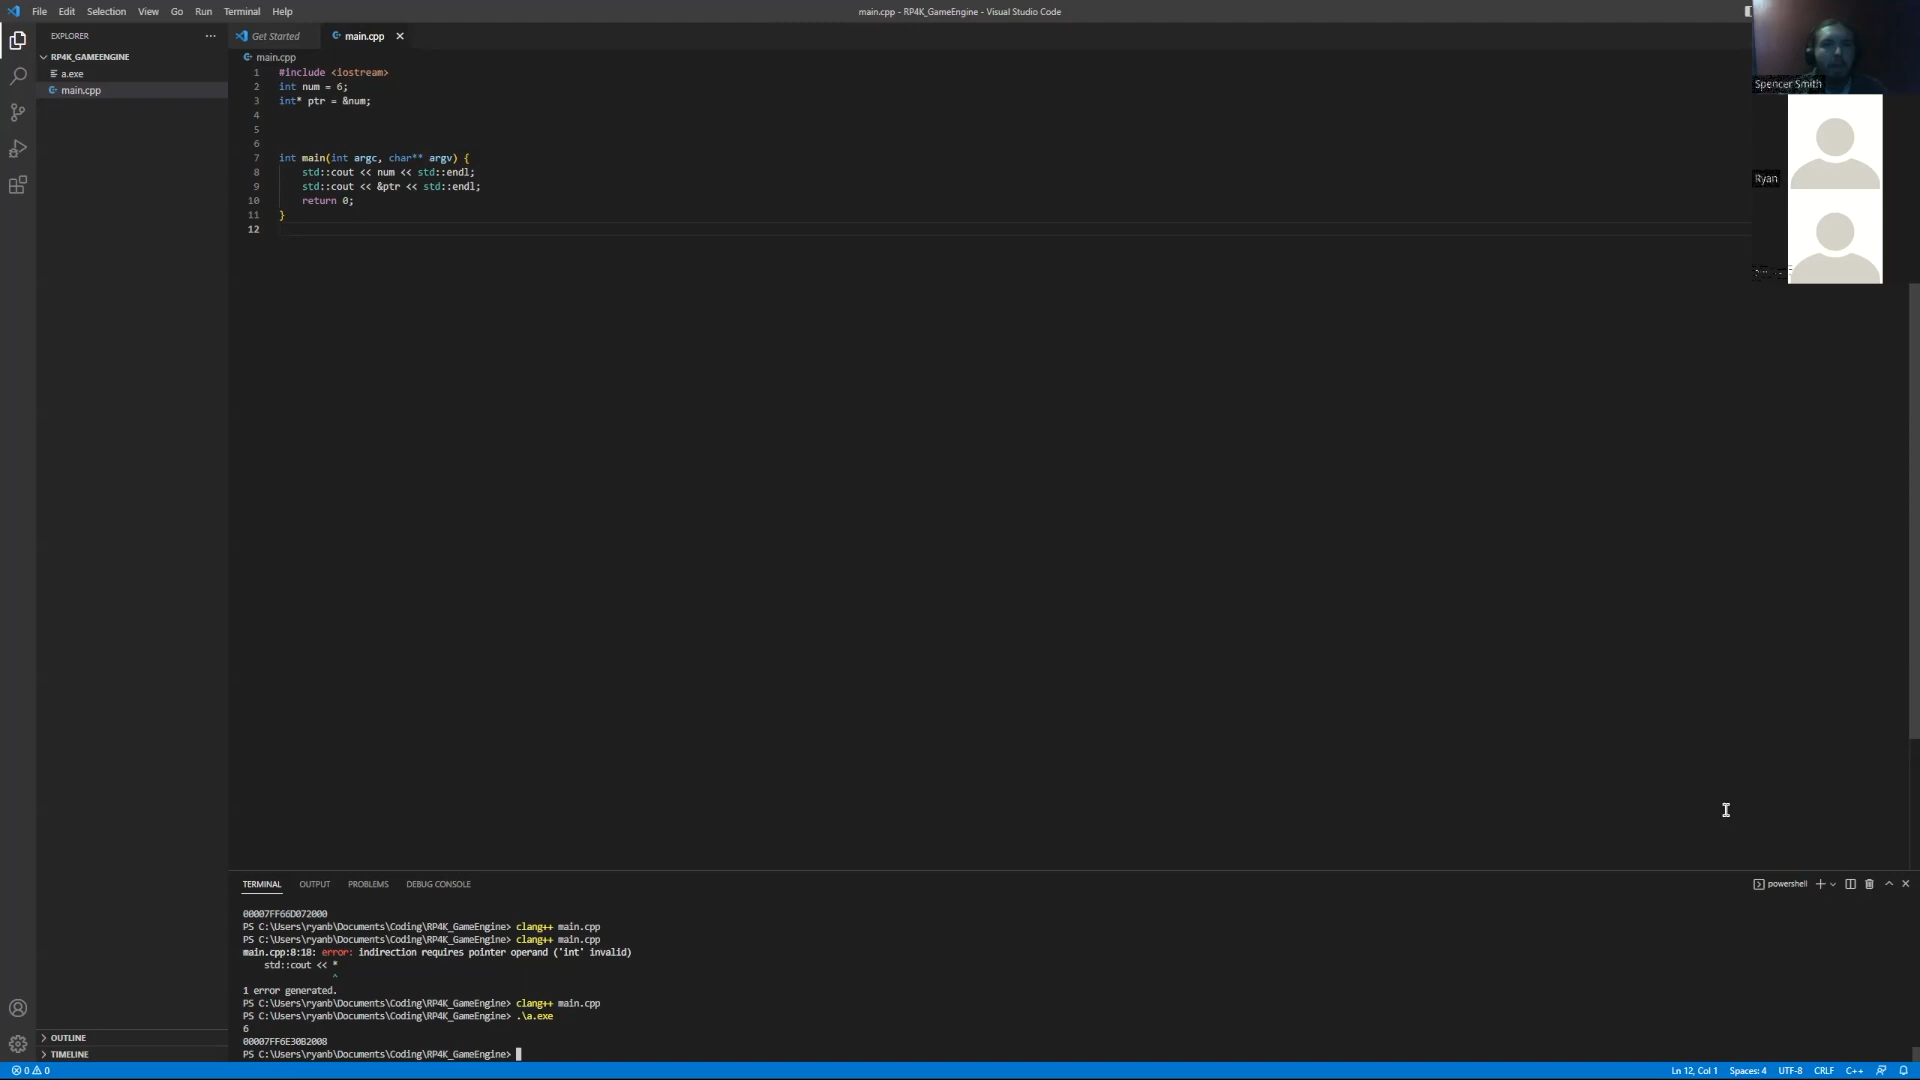 File Edit Selection View Go Run Terminal Help
main.cpp - RP4K_GameEngine - Visual Studio Code
EXPLORER
RP4K_GAMEENGINE
a.exe
main.cpp
Get Started
main.cpp
main.cpp
1 #include <iostream>
2 int num = 6;
3 int* ptr = &num;
4
5
6
7 int main(int argc, char** argv) {
8 std::cout << num << std::endl;
9 std::cout << &ptr << std::endl;
10 return 0;
11 }
12
Spencer Smith
Ryan
TERMINAL OUTPUT PROBLEMS DEBUG CONSOLE
powershell
00007FF66D072000
PS C:\Users\ryanb\Documents\Coding\RP4K_GameEngine> clang++ main.cpp
PS C:\Users\ryanb\Documents\Coding\RP4K_GameEngine> clang++ main.cpp
main.cpp:8:18: error: indirection requires pointer operand ('int' invalid)
std::cout << *
^
1 error generated.
PS C:\Users\ryanb\Documents\Coding\RP4K_GameEngine> clang++ main.cpp
PS C:\Users\ryanb\Documents\Coding\RP4K_GameEngine> .\a.exe
6
00007FF6E30B2008
PS C:\Users\ryanb\Documents\Coding\RP4K_GameEngine>
OUTLINE
TIMELINE
0 0
Ln 12, Col 1 Spaces: 4 UTF-8 CRLF C++